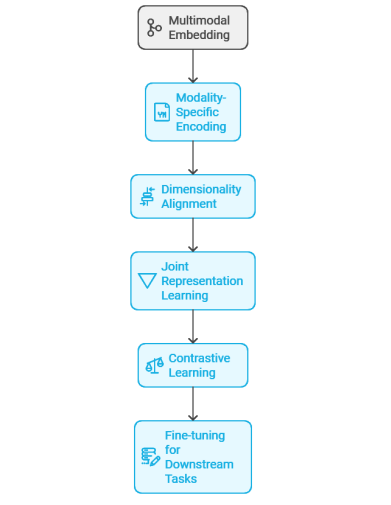 Multimodal
Embedding
Modality-
Specific
Encoding
Dimensionality
Alignment
Joint
Representation
Learning
Contrastive
Learning
Fine-tuning
for
Downstream
Tasks